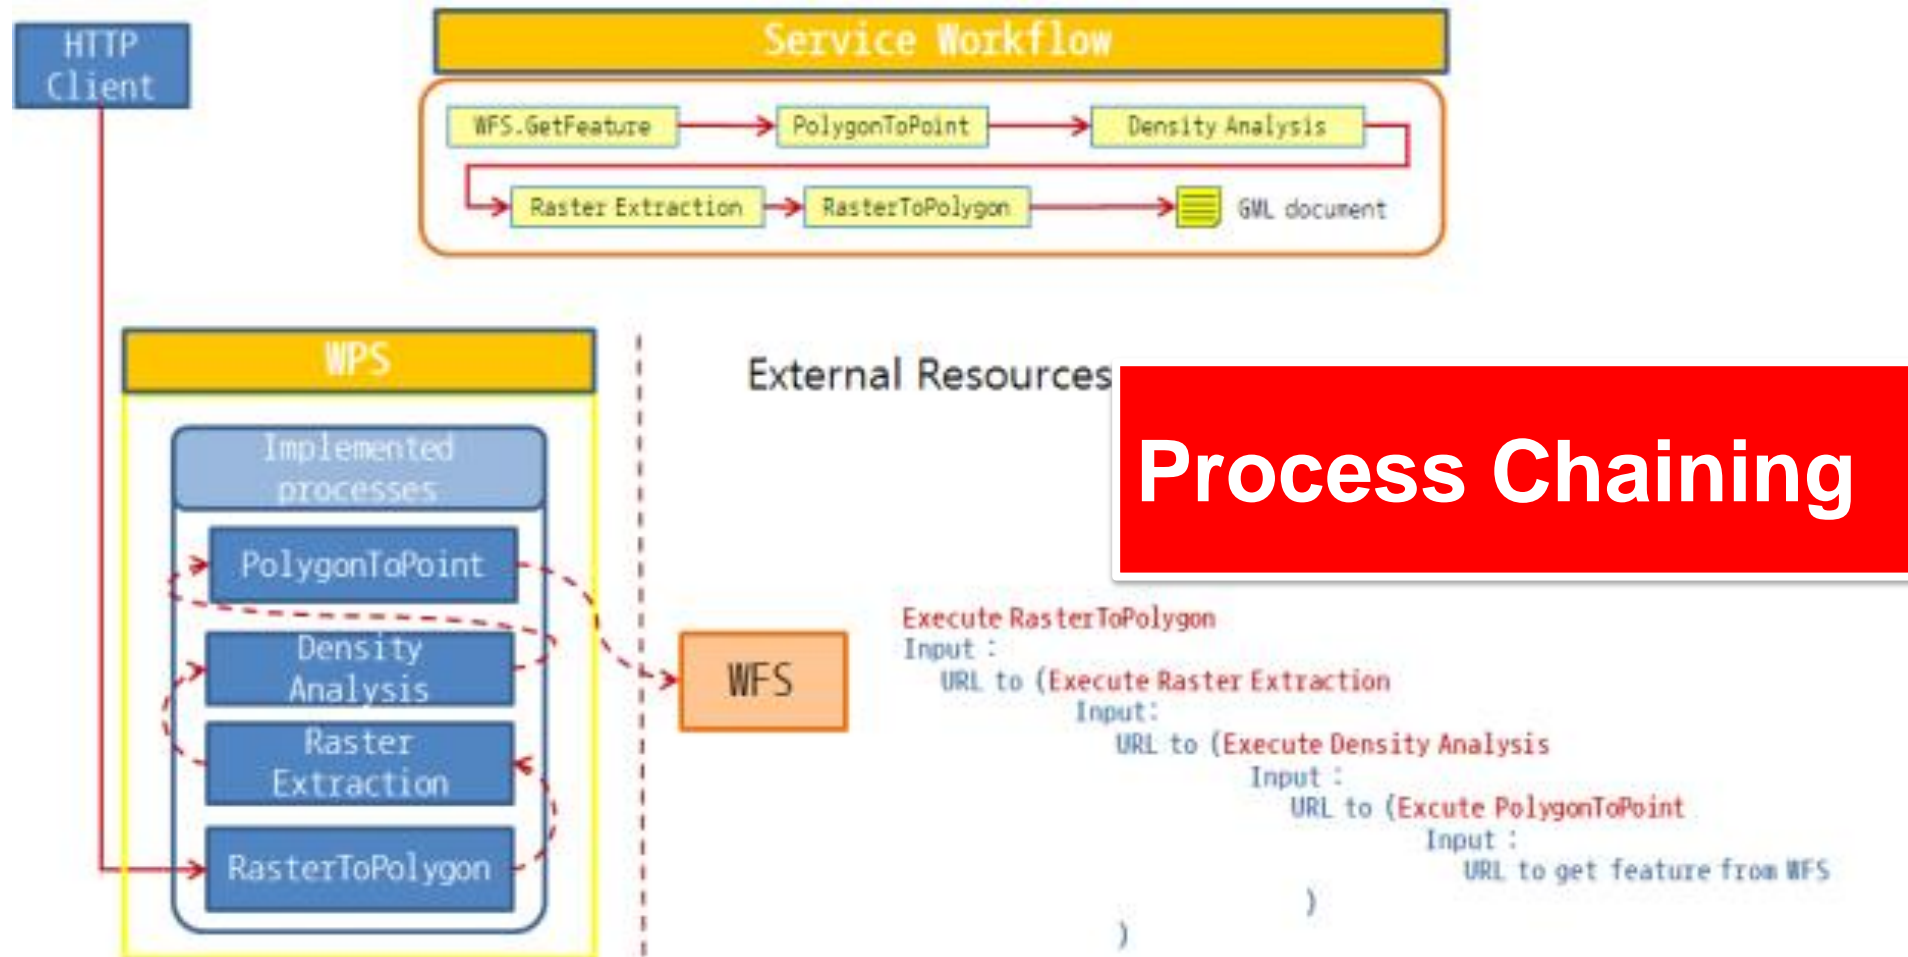 HTTP
Client
Service Workflow
WFS.GetFeature
PolygonToPoint
Density Analysis
Raster Extraction
RasterToPolygon
GML document
WPS
Implemented
processes
PolygonToPoint
Density
Analysis
Raster
Extraction
RasterToPolygon
External Resources
Process Chaining
WFS
Execute RasterToPolygon
Input :
URL to (Execute Raster Extraction
Input:
URL to (Execute Density Analysis
Input :
URL to (Excute PolygonToPoint
Input :
URL to get feature from WFS
)
)